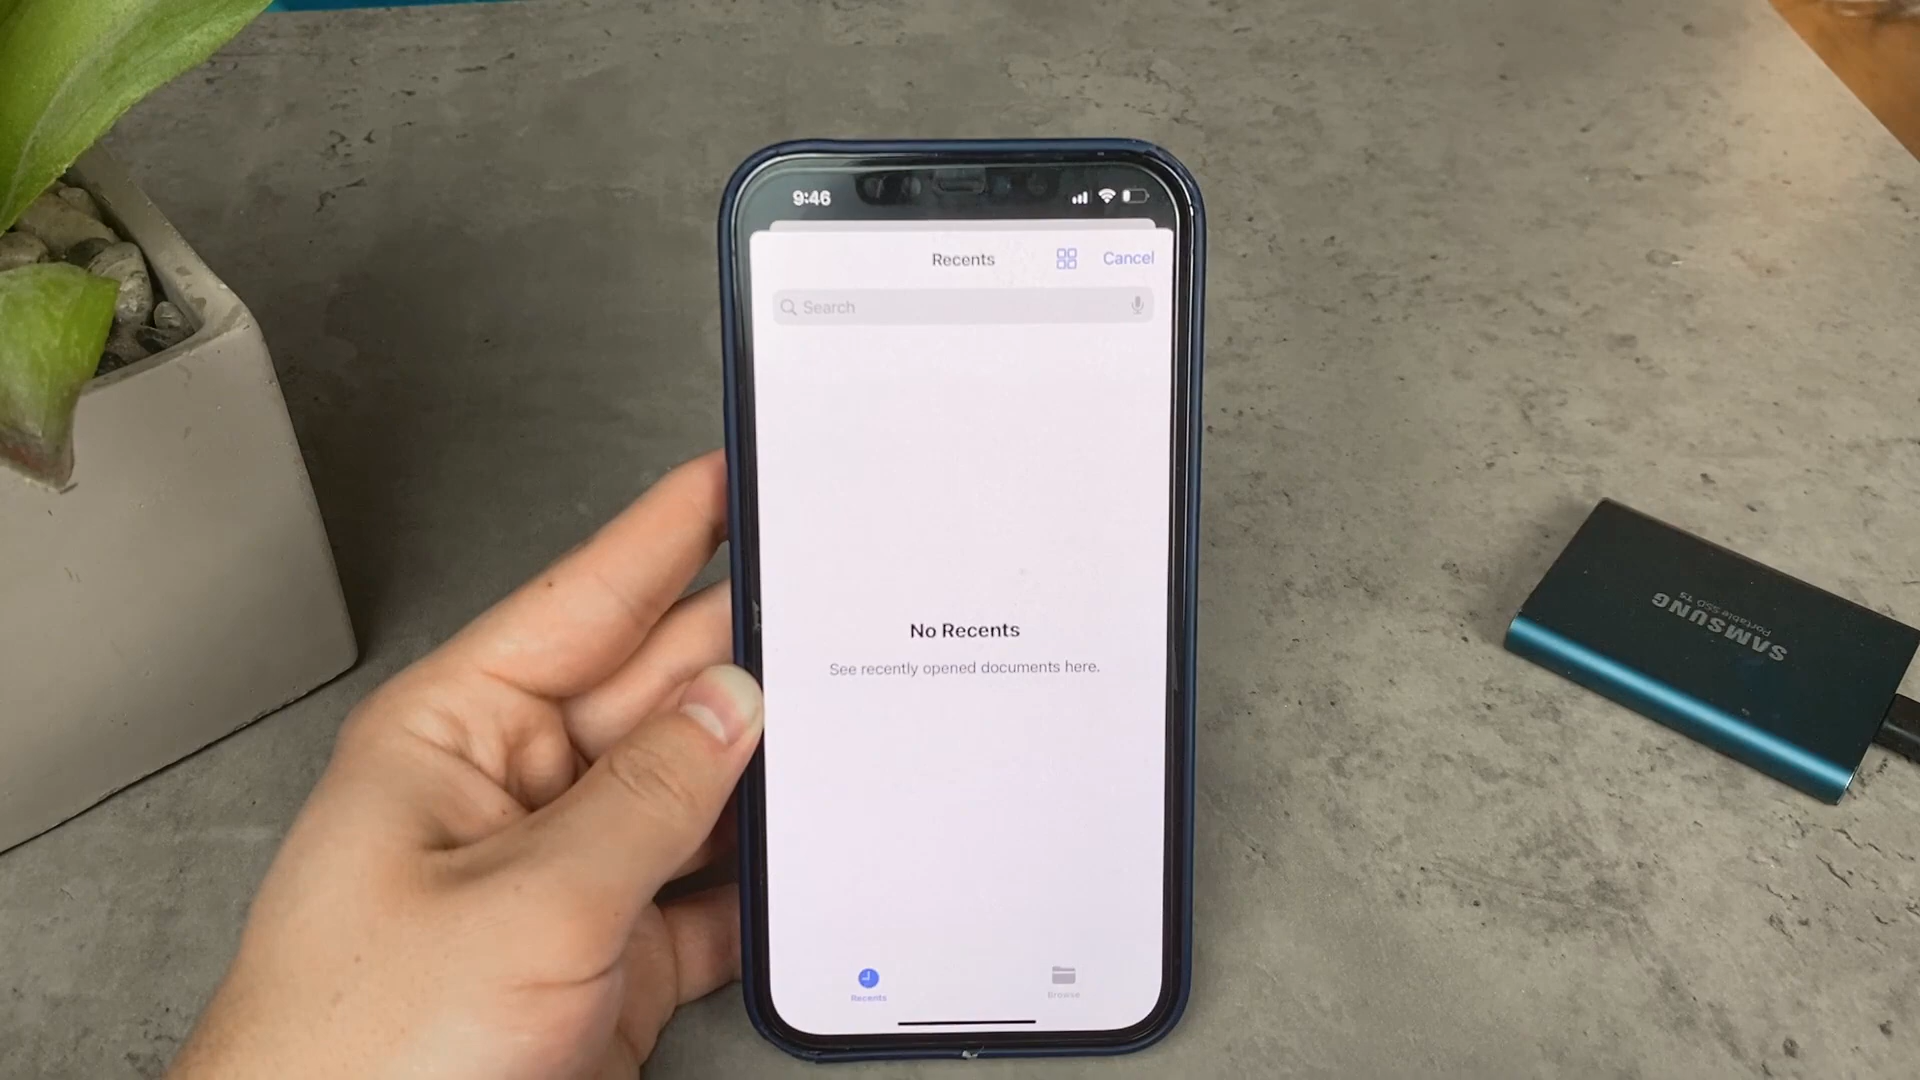 9:46
Recents
Cancel
Search
No Recents
See recently opened documents here.
Recents
Browse
SAMSUNG
Portable SSD T5